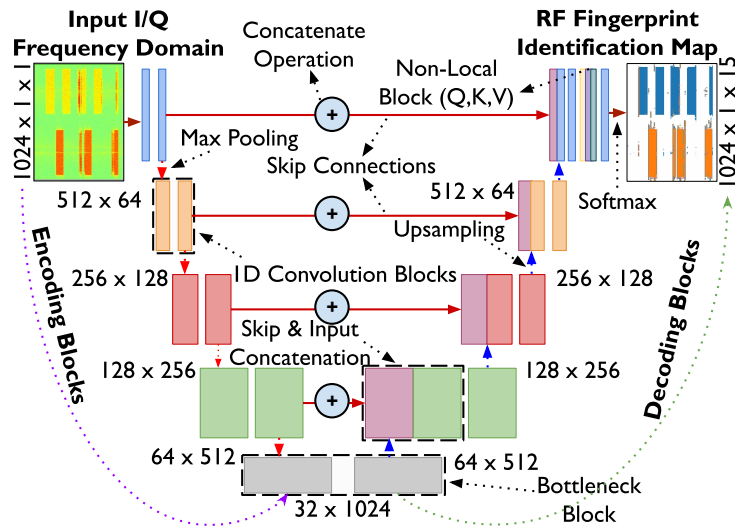 Input I/Q
Frequency Domain
Concatenate
Operation
RF Fingerprint
Identification Map
Non-Local
Block (Q,K,V)
1024 x 1 x 1
+
Max Pooling
Skip Connections
1024 x 1 x 15
Softmax
512 x 64
+
512 x 64
Upsampling
Encoding Blocks
256 x 128
1D Convolution Blocks
256 x 128
Decoding Blocks
+
Skip & Input
Concatenation
128 x 256
+
128 x 256
64 x 512
64 x 512
32 x 1024
Bottleneck
Block